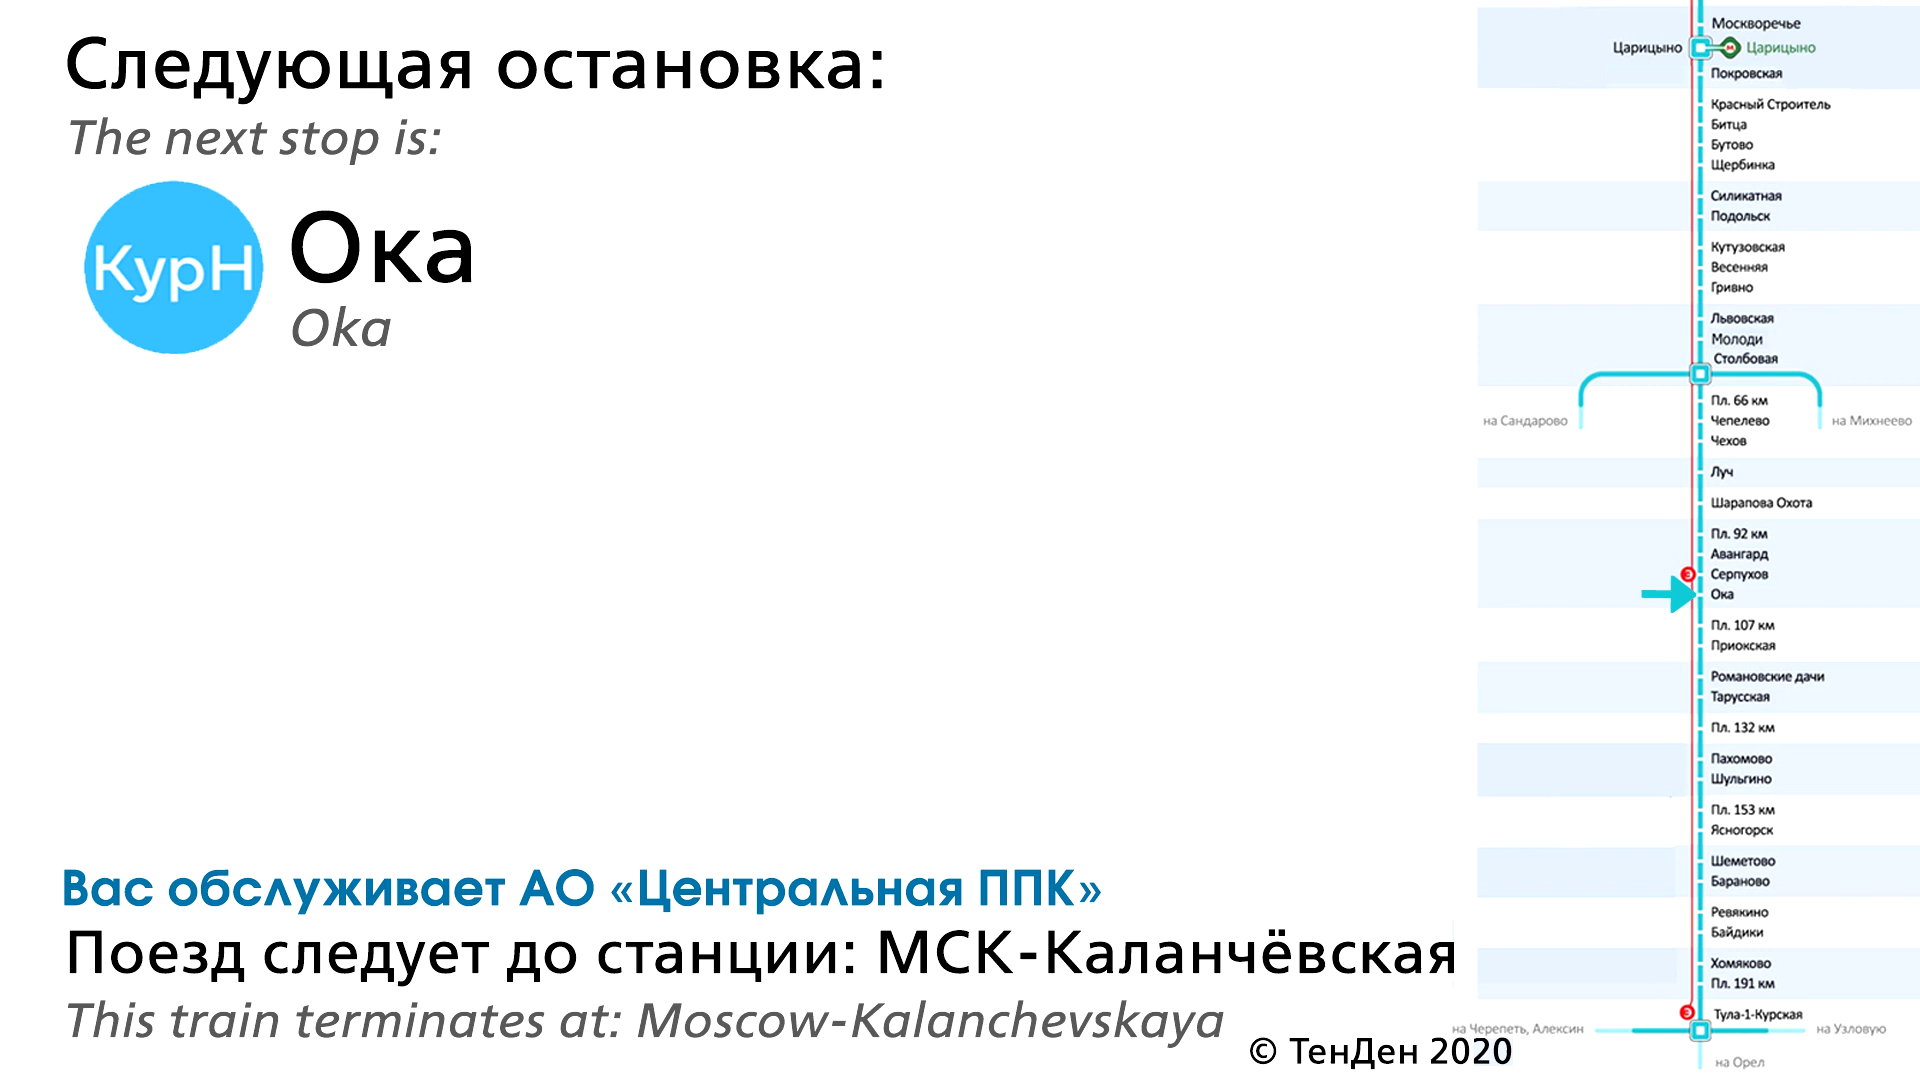 Следующая остановка:
The next stop is:
КурН
Ока
Oka
Вас обслуживает АО «Центральная ППК»
Поезд следует до станции: МСК-Каланчёвская
This train terminates at: Moscow-Kalanchevskaya
© ТенДен 2020
Москворечье
Царицыно М Царицыно
Покровская
Красный Строитель
Битца
Бутово
Щербинка
Силикатная
Подольск
Кутузовская
Весенняя
Гривно
Львовская
Молоди
Столбовая
на Сандарово
на Михнеево
Пл. 66 км
Чепелево
Чехов
Луч
Шарапова Охота
Пл. 92 км
Авангард
Э Серпухов
Ока
Пл. 107 км
Приокская
Романовские дачи
Тарусская
Пл. 132 км
Пахомово
Шульгино
Пл. 153 км
Ясногорск
Шеметово
Бараново
Ревякино
Байдики
Хомяково
Пл. 191 км
Э Тула-1-Курская
на Черепеть, Алексин
на Узловую
на Орел